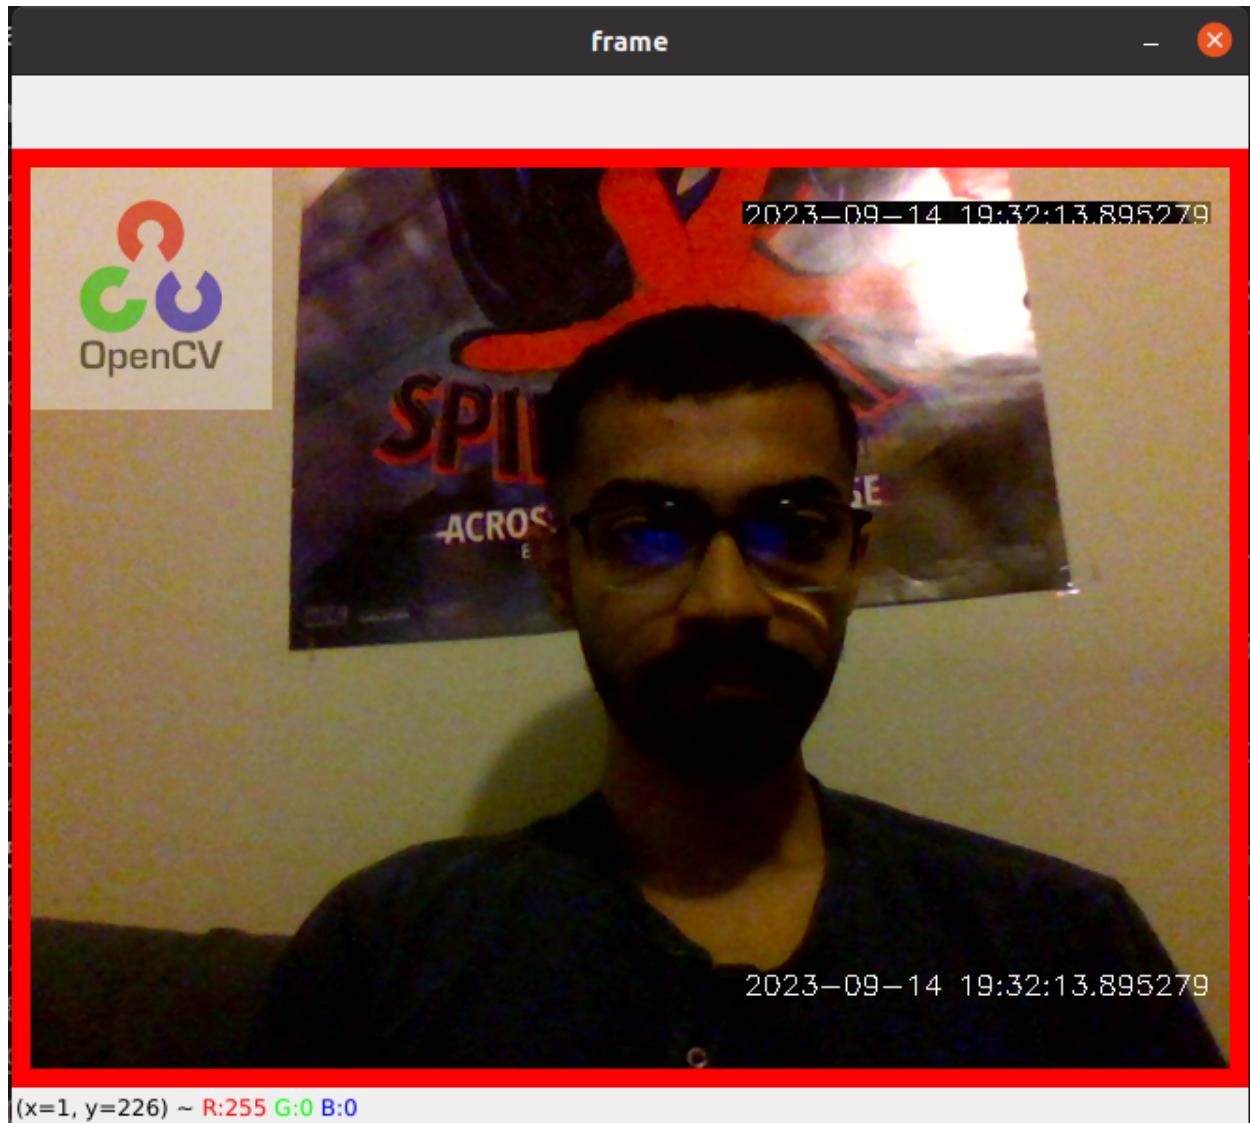 frame
2023-09-14 19:32:13.895279
OpenCV
SPI
ACROS
GE
2023-09-14 19:32:13.895279
(x=1, y=226) ~ R:255 G:0 B:0